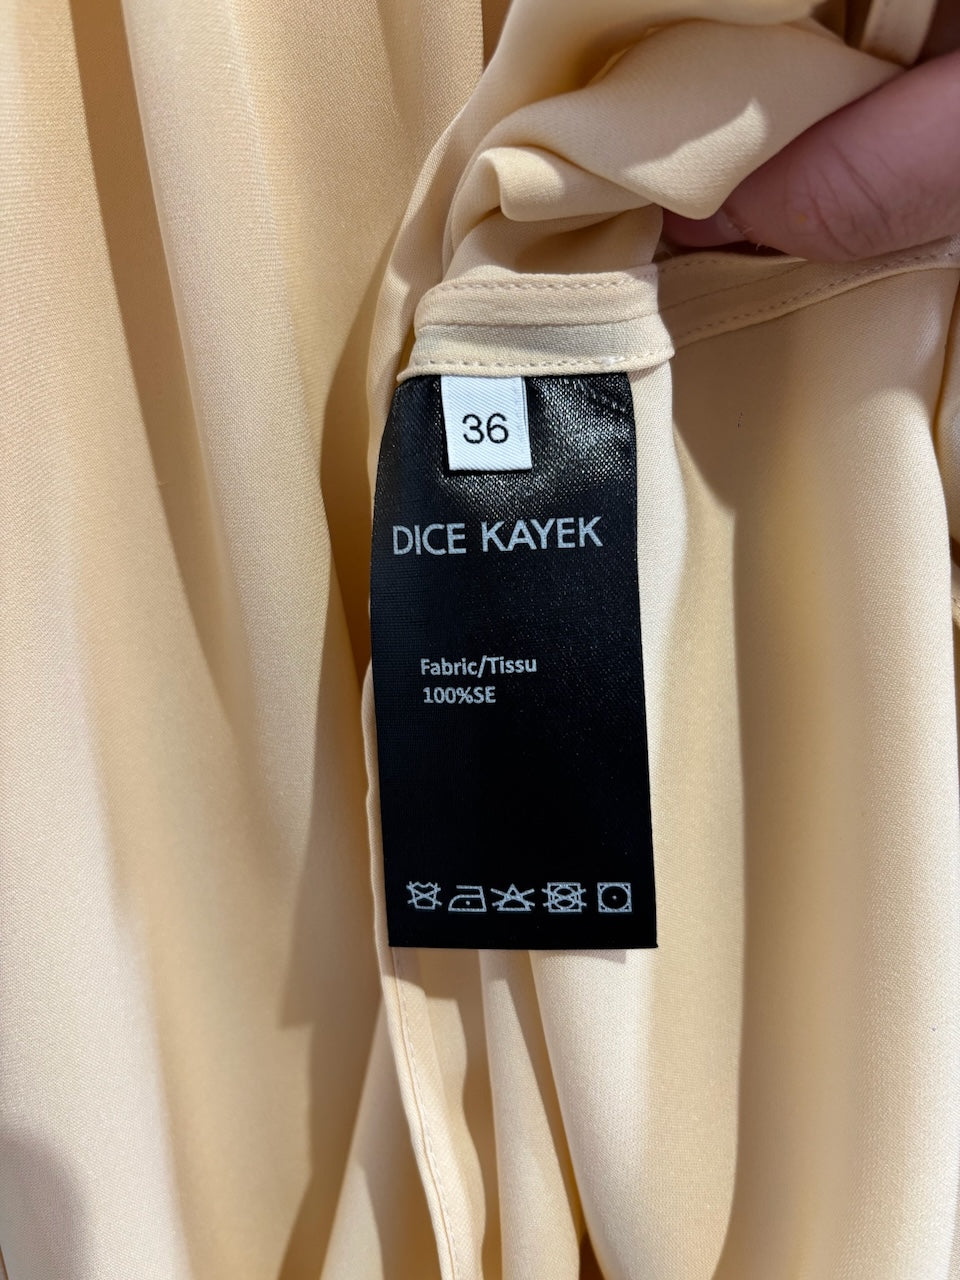 36
DICE KAYEK
Fabric/Tissu
100%SE